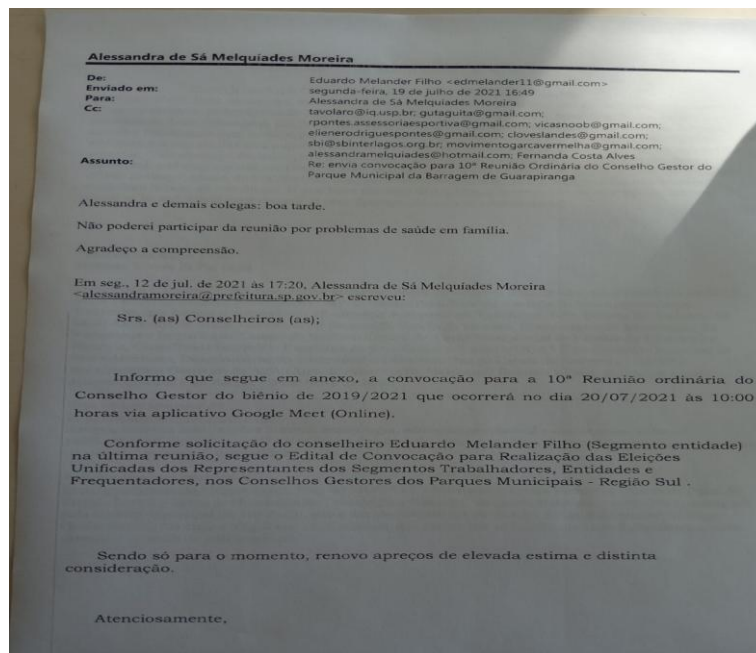 Alessandra de Sá Melquiades Moreira
De: Eduardo Melander Filho <edmelander11@gmail.com>
Enviado em: segunda-feira, 19 de julho de 2021 16:49
Para: Alessandra de Sá Melquiades Moreira
Cc: tavolaro@iq.usp.br; gutaguita@gmail.com;
rpontes.assessoriaesportiva@gmail.com; vicasnoob@gmail.com;
elienerodriguespontes@gmail.com; cloveslandes@gmail.com;
sbi@sbinterlagos.org.br; movimentogarcavermelha@gmail.com;
alessandramelquiades@hotmail.com; Fernanda Costa Alves
Assunto: Re: envia convocação para 10ª Reunião Ordinária do Conselho Gestor do
Parque Municipal da Barragem de Guarapiranga
Alessandra e demais colegas: boa tarde.
Não poderei participar da reunião por problemas de saúde em família.
Agradeço a compreensão.
Em seg., 12 de jul. de 2021 às 17:20, Alessandra de Sá Melquiades Moreira
<alessandramoreira@prefeitura.sp.gov.br> escreveu:
Srs. (as) Conselheiros (as);
Informo que segue em anexo, a convocação para a 10ª Reunião ordinária do
Conselho Gestor do biênio de 2019/2021 que ocorrerá no dia 20/07/2021 às 10:00
horas via aplicativo Google Meet (Online).
Conforme solicitação do conselheiro Eduardo Melander Filho (Segmento entidade)
na última reunião, segue o Edital de Convocação para Realização das Eleições
Unificadas dos Representantes dos Segmentos Trabalhadores, Entidades e
Frequentadores, nos Conselhos Gestores dos Parques Municipais - Região Sul .
Sendo só para o momento, renovo apreços de elevada estima e distinta
consideração.
Atenciosamente,